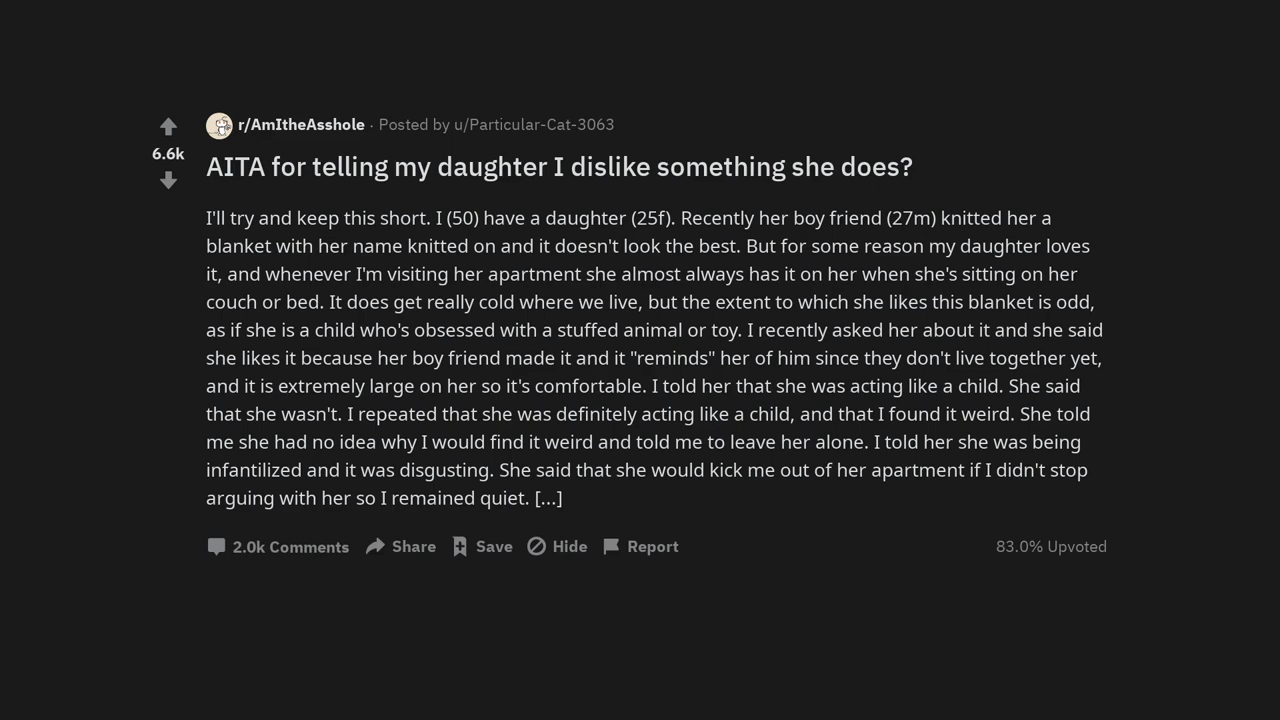 r/AmItheAsshole · Posted by u/Particular-Cat-3063
6.6k
AITA for telling my daughter I dislike something she does?
I'll try and keep this short. I (50) have a daughter (25f). Recently her boy friend (27m) knitted her a
blanket with her name knitted on and it doesn't look the best. But for some reason my daughter loves
it, and whenever I'm visiting her apartment she almost always has it on her when she's sitting on her
couch or bed. It does get really cold where we live, but the extent to which she likes this blanket is odd,
as if she is a child who's obsessed with a stuffed animal or toy. I recently asked her about it and she said
she likes it because her boy friend made it and it "reminds" her of him since they don't live together yet,
and it is extremely large on her so it's comfortable. I told her that she was acting like a child. She said
that she wasn't. I repeated that she was definitely acting like a child, and that I found it weird. She told
me she had no idea why I would find it weird and told me to leave her alone. I told her she was being
infantilized and it was disgusting. She said that she would kick me out of her apartment if I didn't stop
arguing with her so I remained quiet. [...]
2.0k Comments Share Save Hide Report 83.0% Upvoted